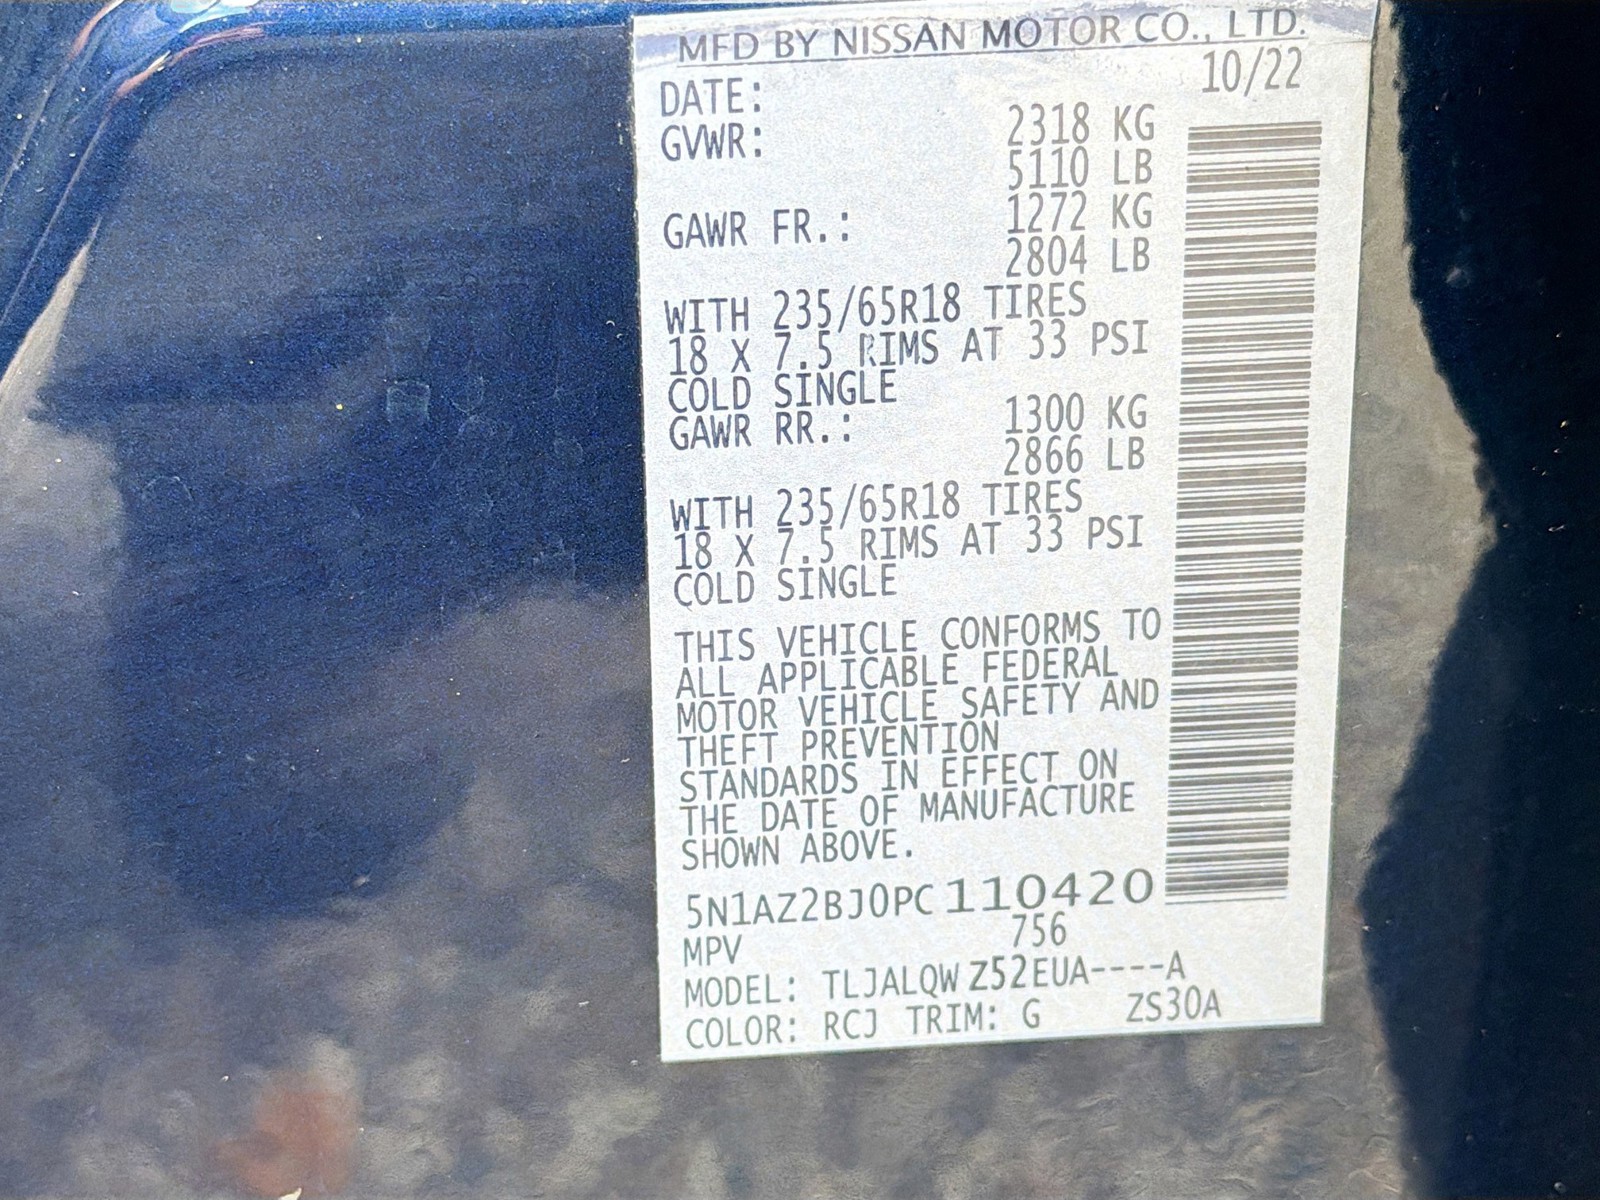 MFD BY NISSAN MOTOR CO., LTD.
DATE: 10/22
GVWR: 2318 KG
5110 LB
GAWR FR.: 1272 KG
2804 LB
WITH 235/65R18 TIRES
18 X 7.5 RIMS AT 33 PSI
COLD SINGLE
GAWR RR.: 1300 KG
2866 LB
WITH 235/65R18 TIRES
18 X 7.5 RIMS AT 33 PSI
COLD SINGLE
THIS VEHICLE CONFORMS TO
ALL APPLICABLE FEDERAL
MOTOR VEHICLE SAFETY AND
THEFT PREVENTION
STANDARDS IN EFFECT ON
THE DATE OF MANUFACTURE
SHOWN ABOVE.
5N1AZ2BJ0PC110420
MPV 756
MODEL: TLJALQW Z52EUA----A
COLOR: RCJ TRIM: G ZS30A